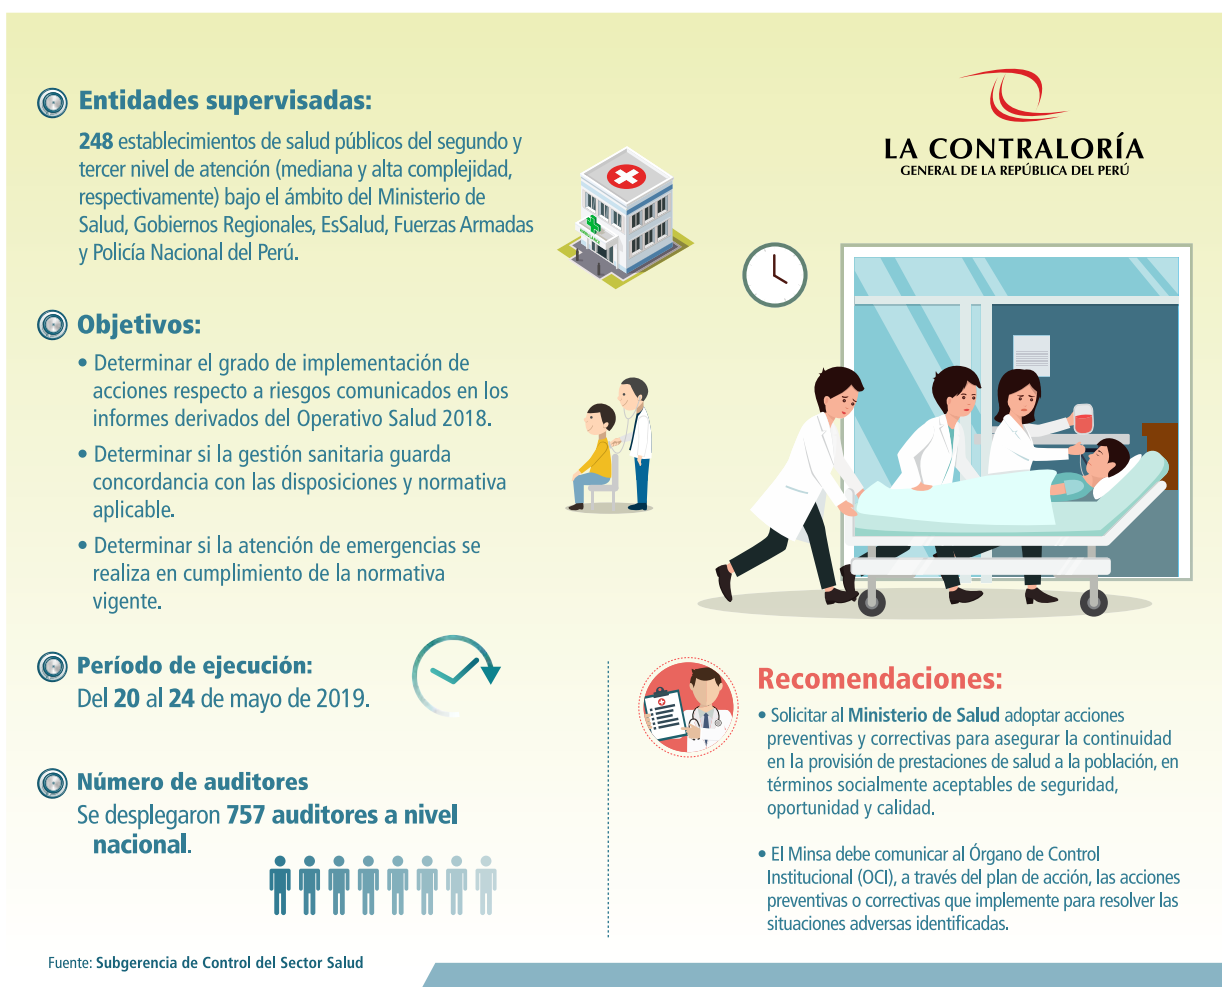 Entidades supervisadas:
248 establecimientos de salud públicos del segundo y
tercer nivel de atención (mediana y alta complejidad,
respectivamente) bajo el ámbito del Ministerio de
Salud, Gobiernos Regionales, EsSalud, Fuerzas Armadas
y Policía Nacional del Perú.
LA CONTRALORÍA
GENERAL DE LA REPÚBLICA DEL PERÚ
Objetivos:
• Determinar el grado de implementación de
acciones respecto a riesgos comunicados en los
informes derivados del Operativo Salud 2018.
• Determinar si la gestión sanitaria guarda
concordancia con las disposiciones y normativa
aplicable.
• Determinar si la atención de emergencias se
realiza en cumplimiento de la normativa
vigente.
Período de ejecución:
Del 20 al 24 de mayo de 2019.
Número de auditores
Se desplegaron 757 auditores a nivel
nacional.
Recomendaciones:
• Solicitar al Ministerio de Salud adoptar acciones
preventivas y correctivas para asegurar la continuidad
en la provisión de prestaciones de salud a la población, en
términos socialmente aceptables de seguridad,
oportunidad y calidad.
• El Minsa debe comunicar al Órgano de Control
Institucional (OCI), a través del plan de acción, las acciones
preventivas o correctivas que implemente para resolver las
situaciones adversas identificadas.
Fuente: Subgerencia de Control del Sector Salud